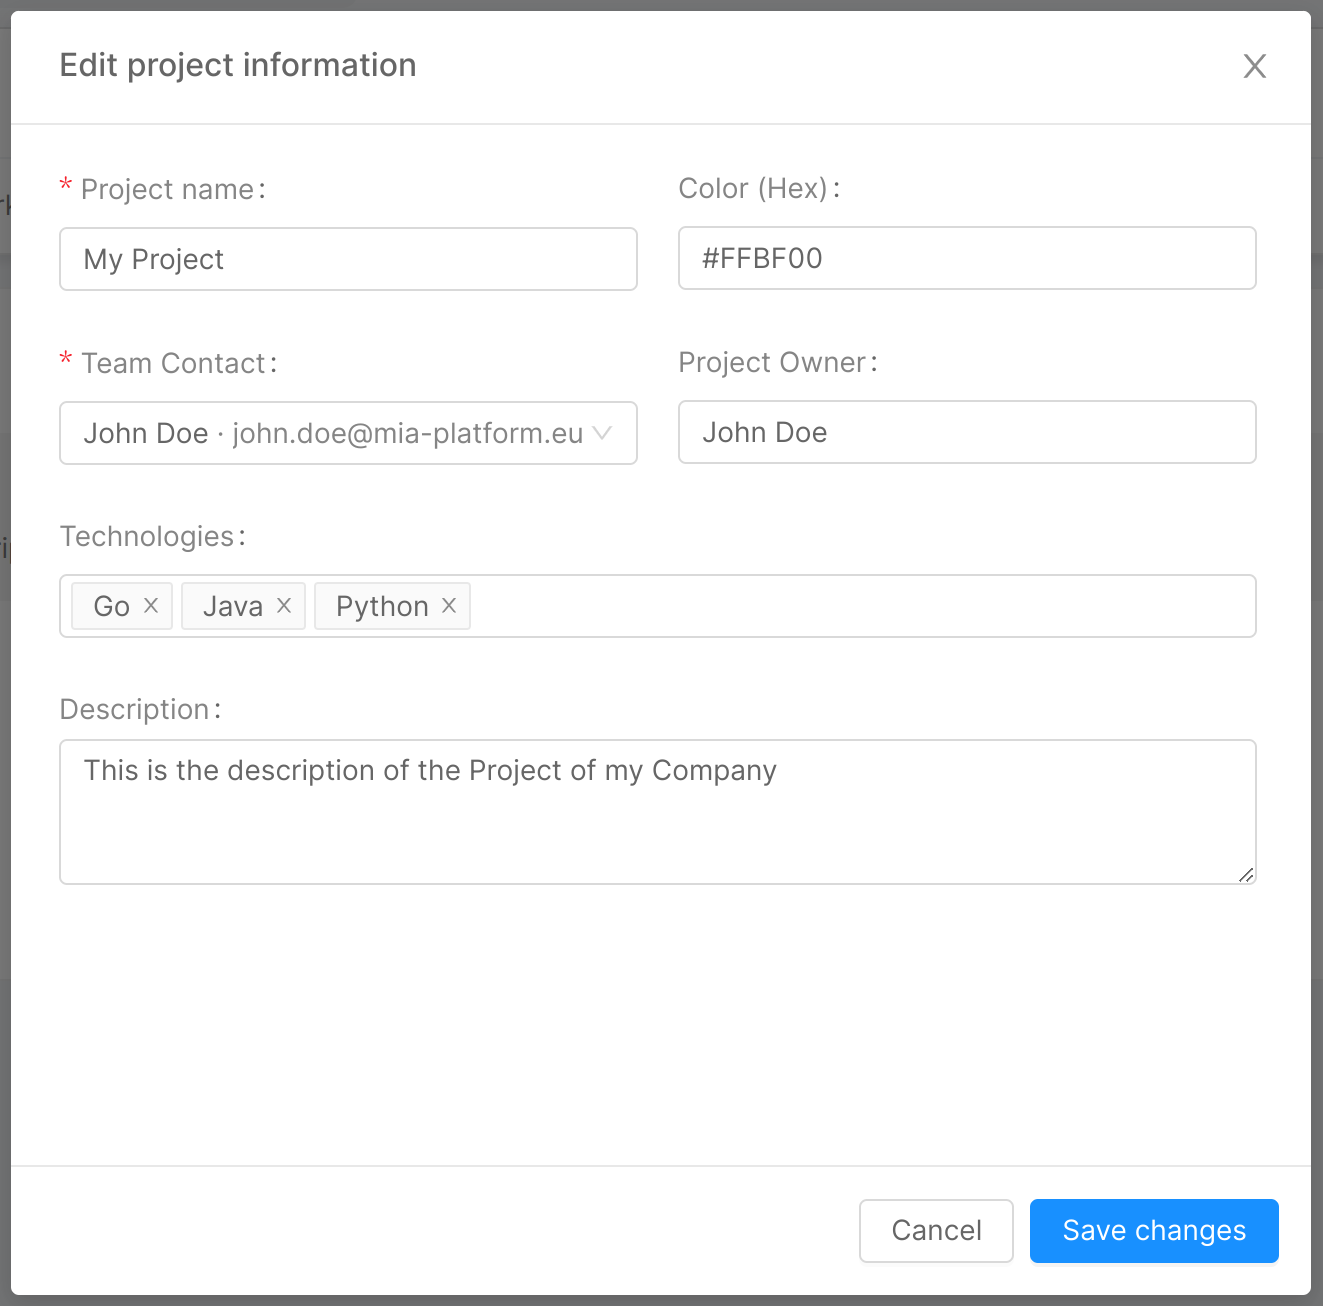 Edit project information
* Project name:
Color (Hex):
My Project
#FFBF00
* Team Contact:
Project Owner:
John Doe · john.doe@mia-platform.eu
John Doe
Technologies:
Go
Java
Python
Description:
This is the description of the Project of my Company
Cancel
Save changes